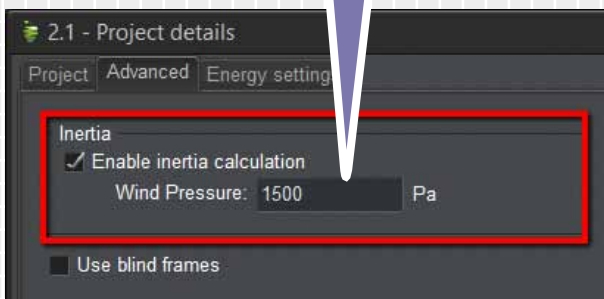 2.1 - Project details
Project Advanced Energy setting
Inertia
Enable inertia calculation
Wind Pressure: 1500 Pa
Use blind frames